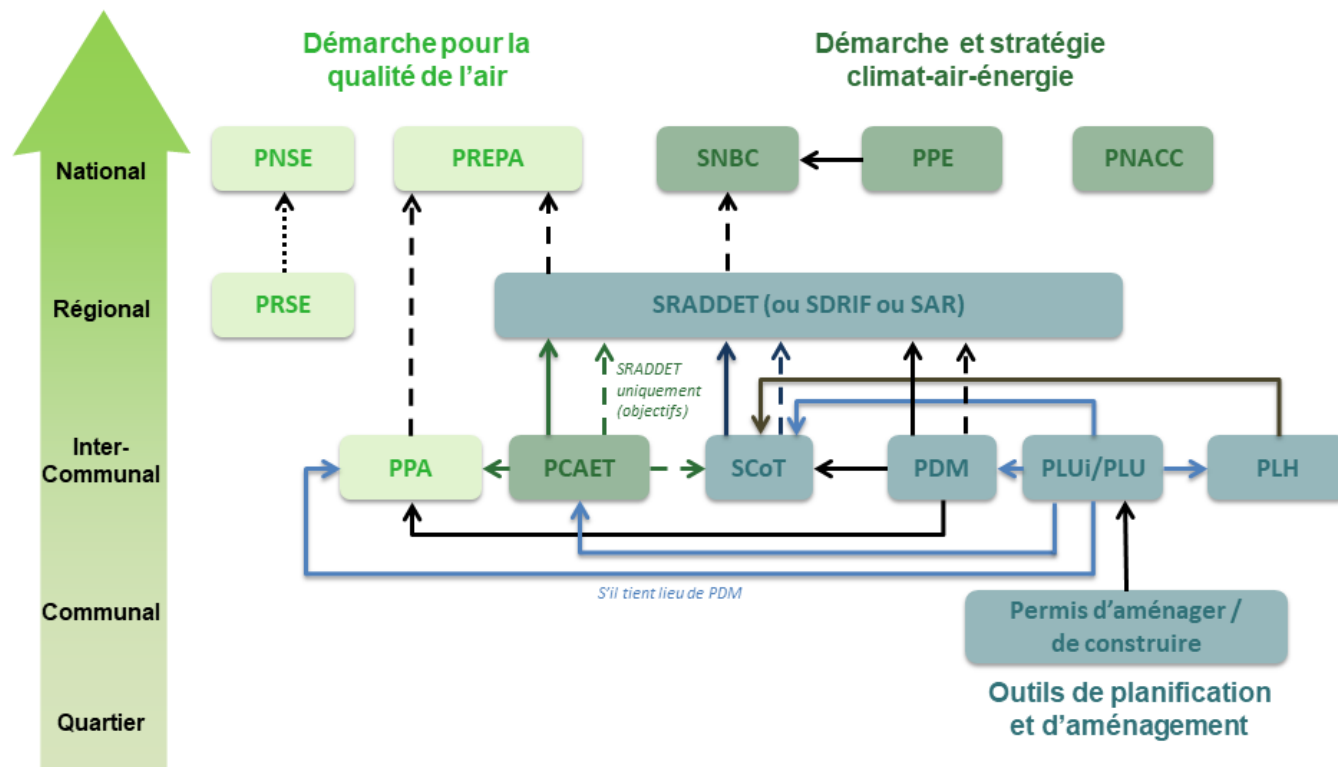 Démarche pour la
qualité de l'air
Démarche et stratégie
climat-air-énergie
National
PNSE
PREPA
SNBC
PPE
PNACC
Régional
PRSE
SRADDET (ou SDRIF ou SAR)
SRADDET
uniquement
(objectifs)
Inter-
Communal
PPA
PCAET
SCoT
PDM
PLUi/PLU
PLH
S'il tient lieu de PDM
Communal
Permis d'aménager /
de construire
Quartier
Outils de planification
et d'aménagement